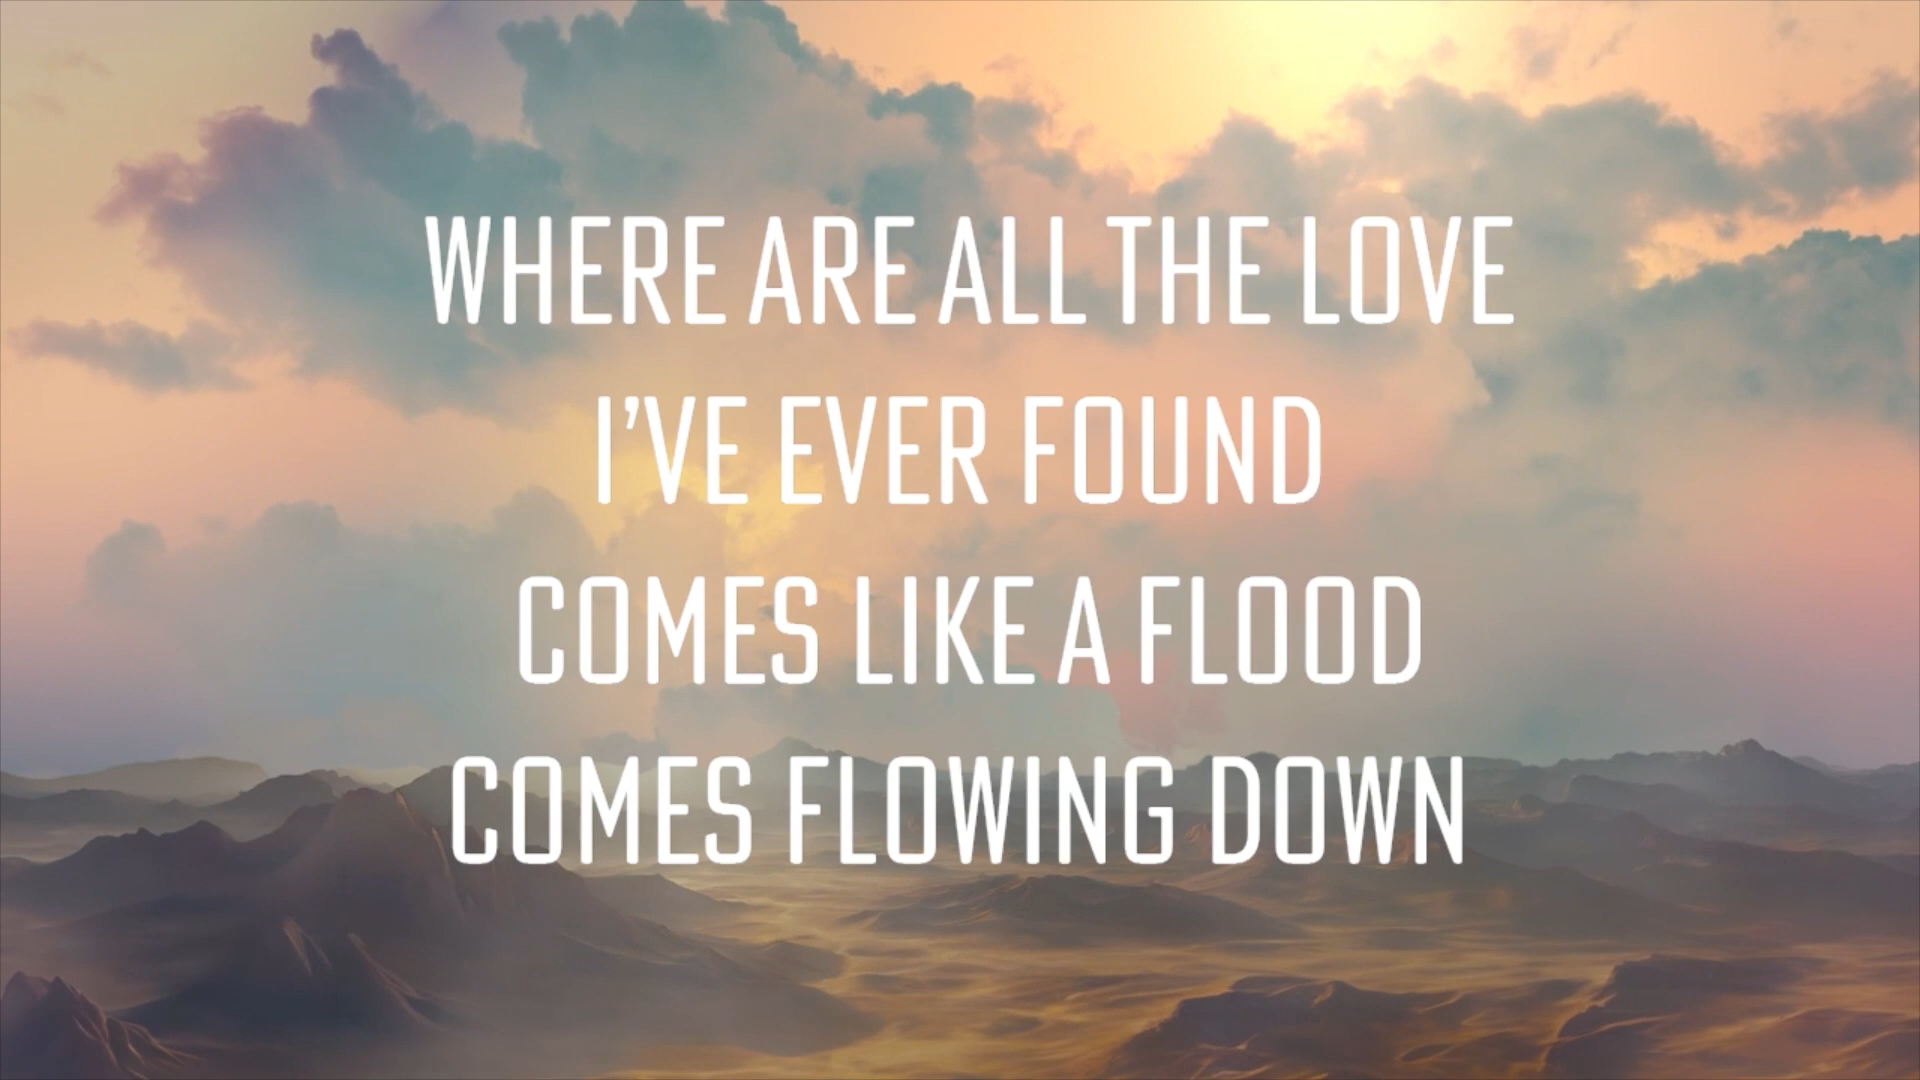 WHERE ARE ALL THE LOVE
I'VE EVER FOUND
COMES LIKE A FLOOD
COMES FLOWING DOWN